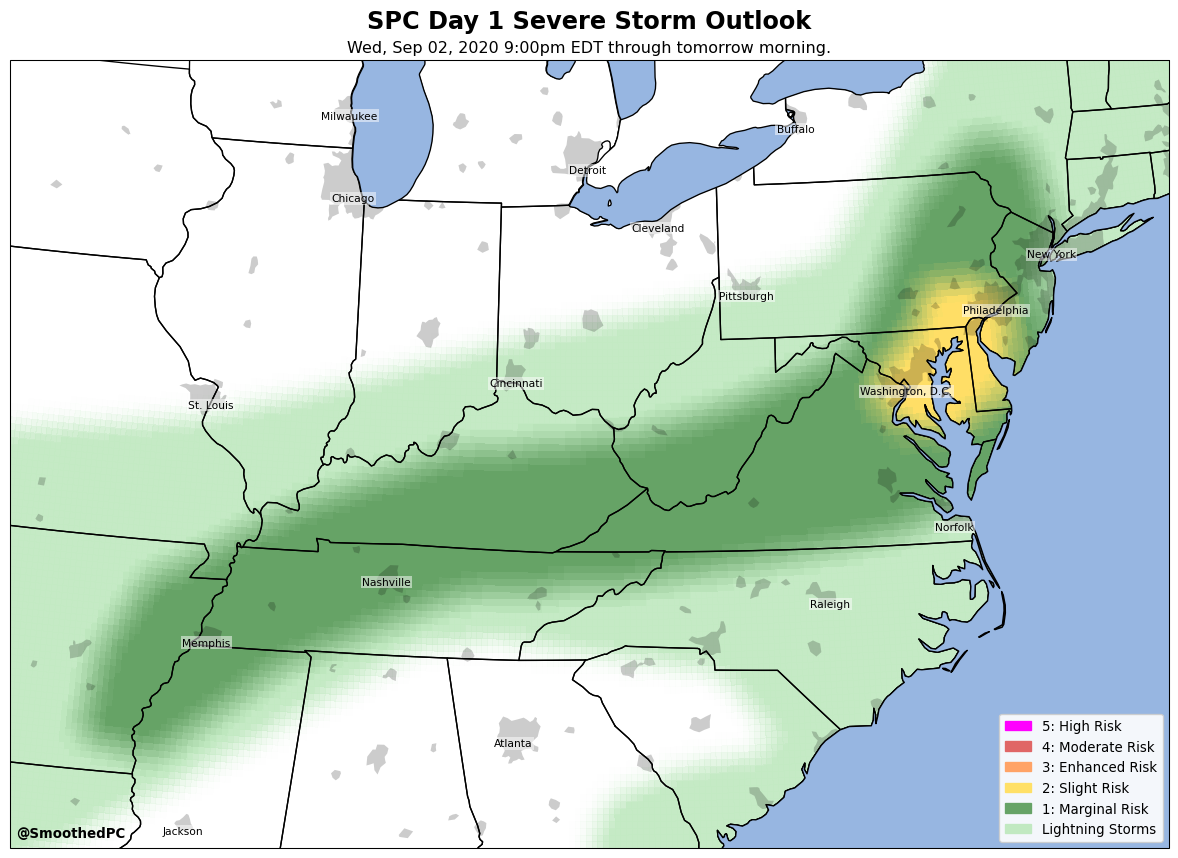 SPC Day 1 Severe Storm Outlook
Wed, Sep 02, 2020 9:00pm EDT through tomorrow morning.
Milwaukee
Buffalo
Detroit
Chicago
Cleveland
New York
Pittsburgh
Philadelphia
Cincinnati
Washington, D.C.
St. Louis
Norfolk
Nashville
Raleigh
Memphis
Atlanta
Jackson
5: High Risk
4: Moderate Risk
3: Enhanced Risk
2: Slight Risk
1: Marginal Risk
Lightning Storms
@SmoothedPC